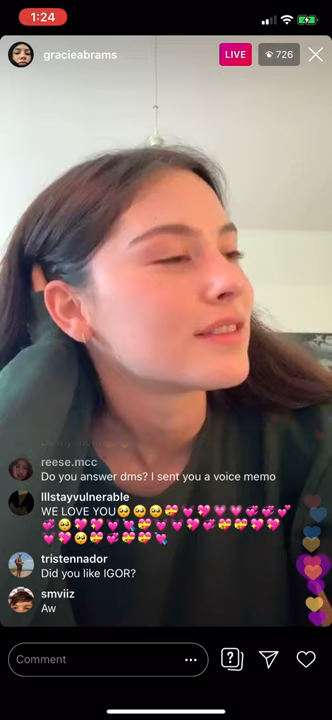 1:24
gracieabrams
LIVE
726
reese.mcc
Do you answer dms? I sent you a voice memo
lllstayvulnerable
WE LOVE YOU🥺🥺🥺💝💓💖💗💗💞💞💕
💞🥺💖💖💓💘💝💓💓💖💞💝💝💖💖
💓💖🥺💝💞💞💝💝💘
tristennador
Did you like IGOR?
smviiz
Aw
Comment